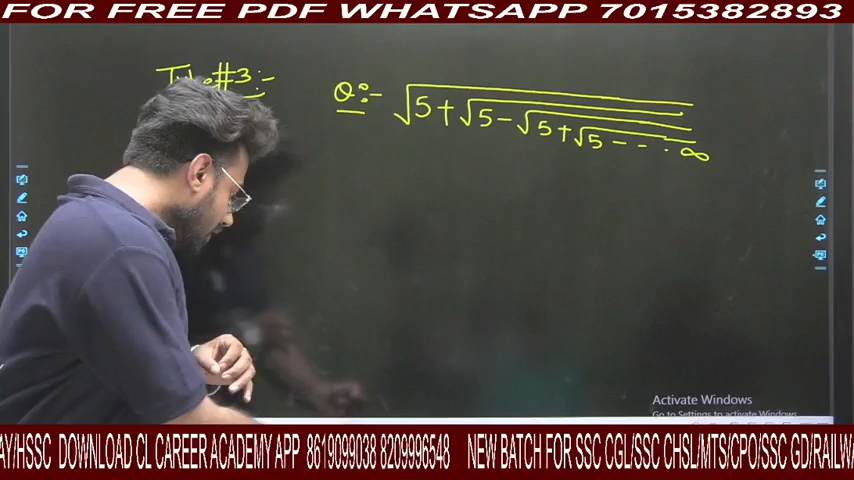 FOR FREE PDF WHATSAPP 7015382893
#3:-
Q:- √5+√5-√5+√5--- ∞
Activate Windows
Go to Settings to activate Windows.
AY/HSSC DOWNLOAD CL CAREER ACADEMY APP 8619099038 8209996548 NEW BATCH FOR SSC CGL/SSC CHSL/MTS/CPO/SSC GD/RAILWA